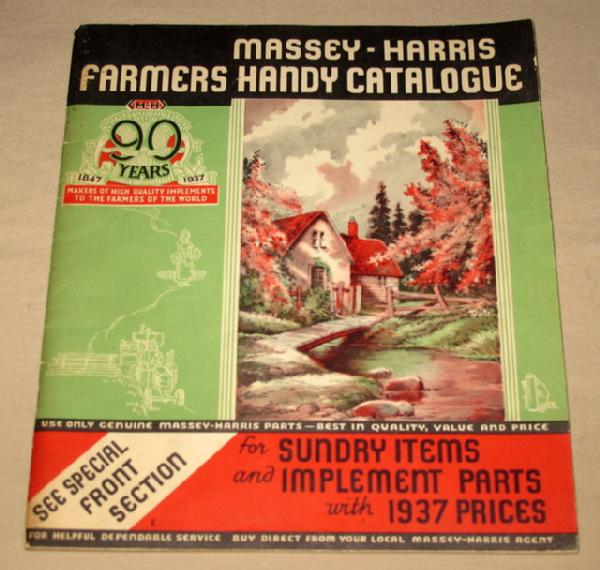 MASSEY-HARRIS
FARMERS HANDY CATALOGUE
M-H
90
YEARS
1847 1937
MAKERS OF HIGH QUALITY IMPLEMENTS
TO THE FARMERS OF THE WORLD
USE ONLY GENUINE MASSEY-HARRIS PARTS—BEST IN QUALITY, VALUE AND PRICE
SEE SPECIAL
FRONT
SECTION
for SUNDRY ITEMS
and IMPLEMENT PARTS
with 1937 PRICES
FOR HELPFUL DEPENDABLE SERVICE BUY DIRECT FROM YOUR LOCAL MASSEY-HARRIS AGENT